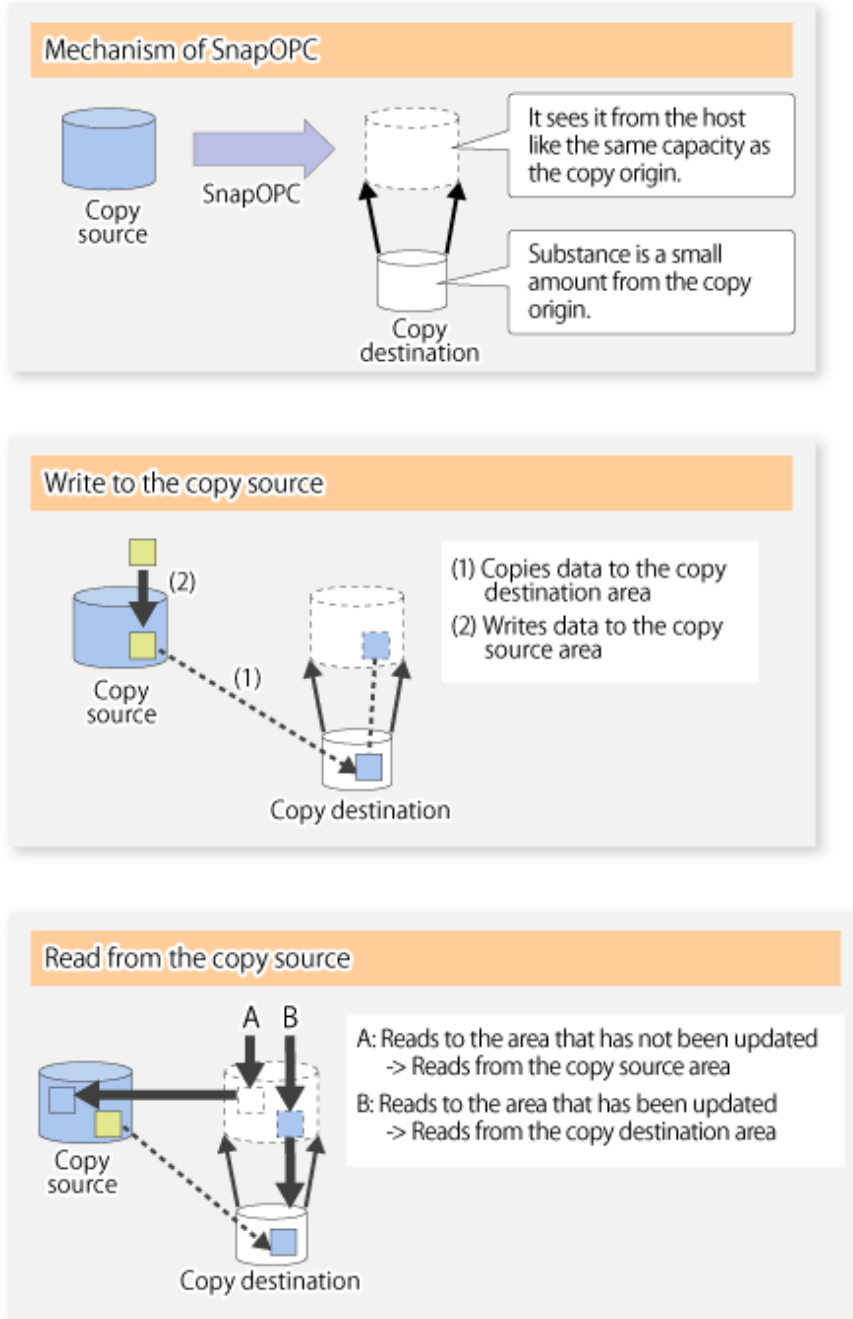 Mechanism of SnapOPC
Copy
source
SnapOPC
It sees it from the host
like the same capacity as
the copy origin.
Substance is a small
amount from the copy
origin.
Copy
destination
Write to the copy source
(2)
(1)
Copy
source
Copy destination
(1) Copies data to the copy
destination area
(2) Writes data to the copy
source area
Read from the copy source
A B
Copy
source
Copy destination
A: Reads to the area that has not been updated
-> Reads from the copy source area
B: Reads to the area that has been updated
-> Reads from the copy destination area